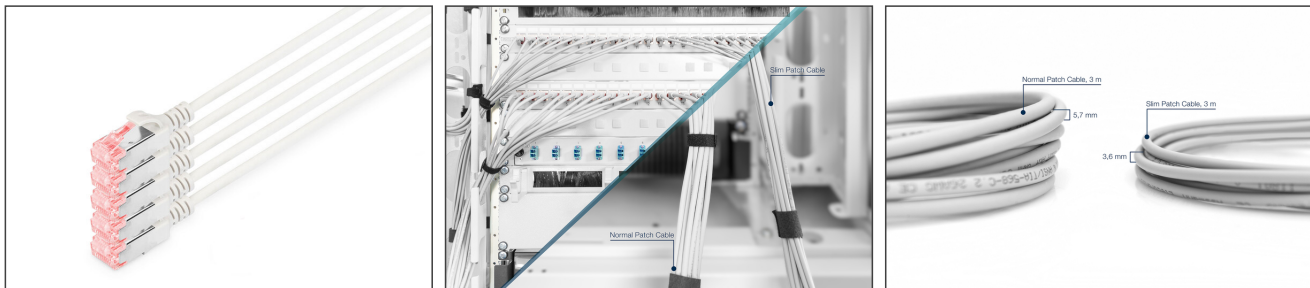 Slim Patch Cable
Normal Patch Cable
Normal Patch Cable, 3 m
5,7 mm
Slim Patch Cable, 3 m
3,6 mm